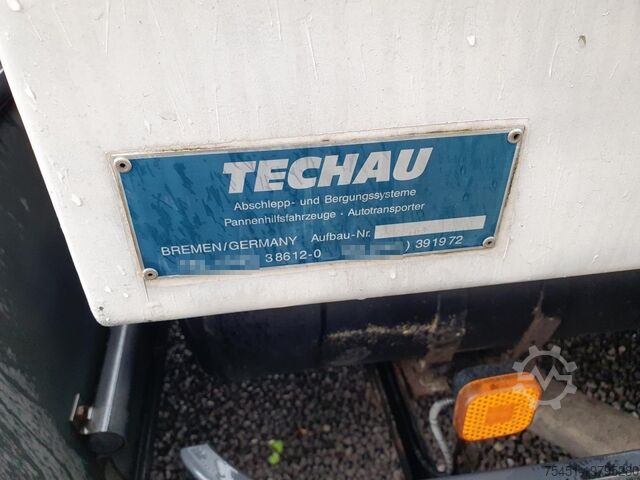 TECHAU
Abschlepp- und Bergungssysteme
Pannenhilfsfahrzeuge · Autotransporter
BREMEN/GERMANY Aufbau-Nr.
38612-0 ) 391972